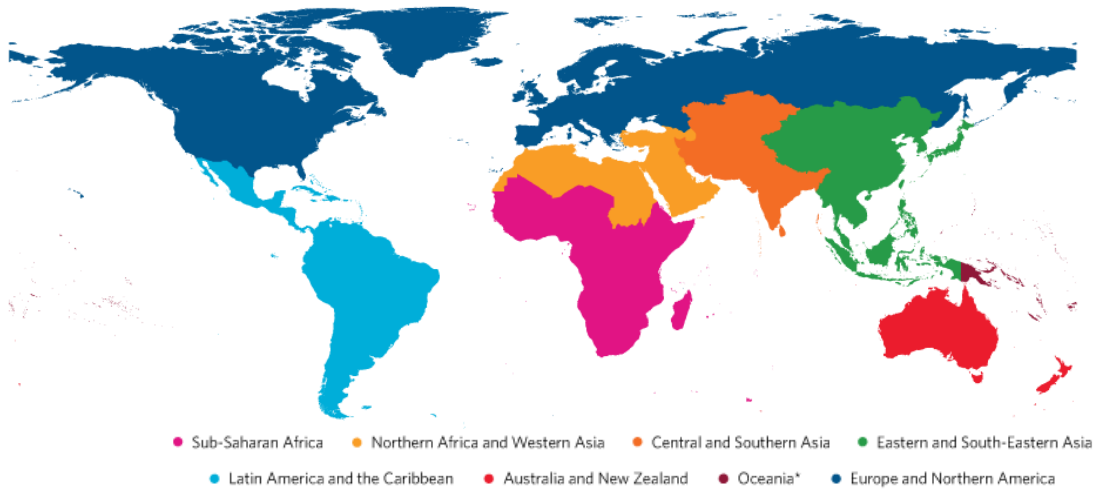 Sub-Saharan Africa Northern Africa and Western Asia Central and Southern Asia Eastern and South-Eastern Asia
Latin America and the Caribbean Australia and New Zealand Oceania* Europe and Northern America